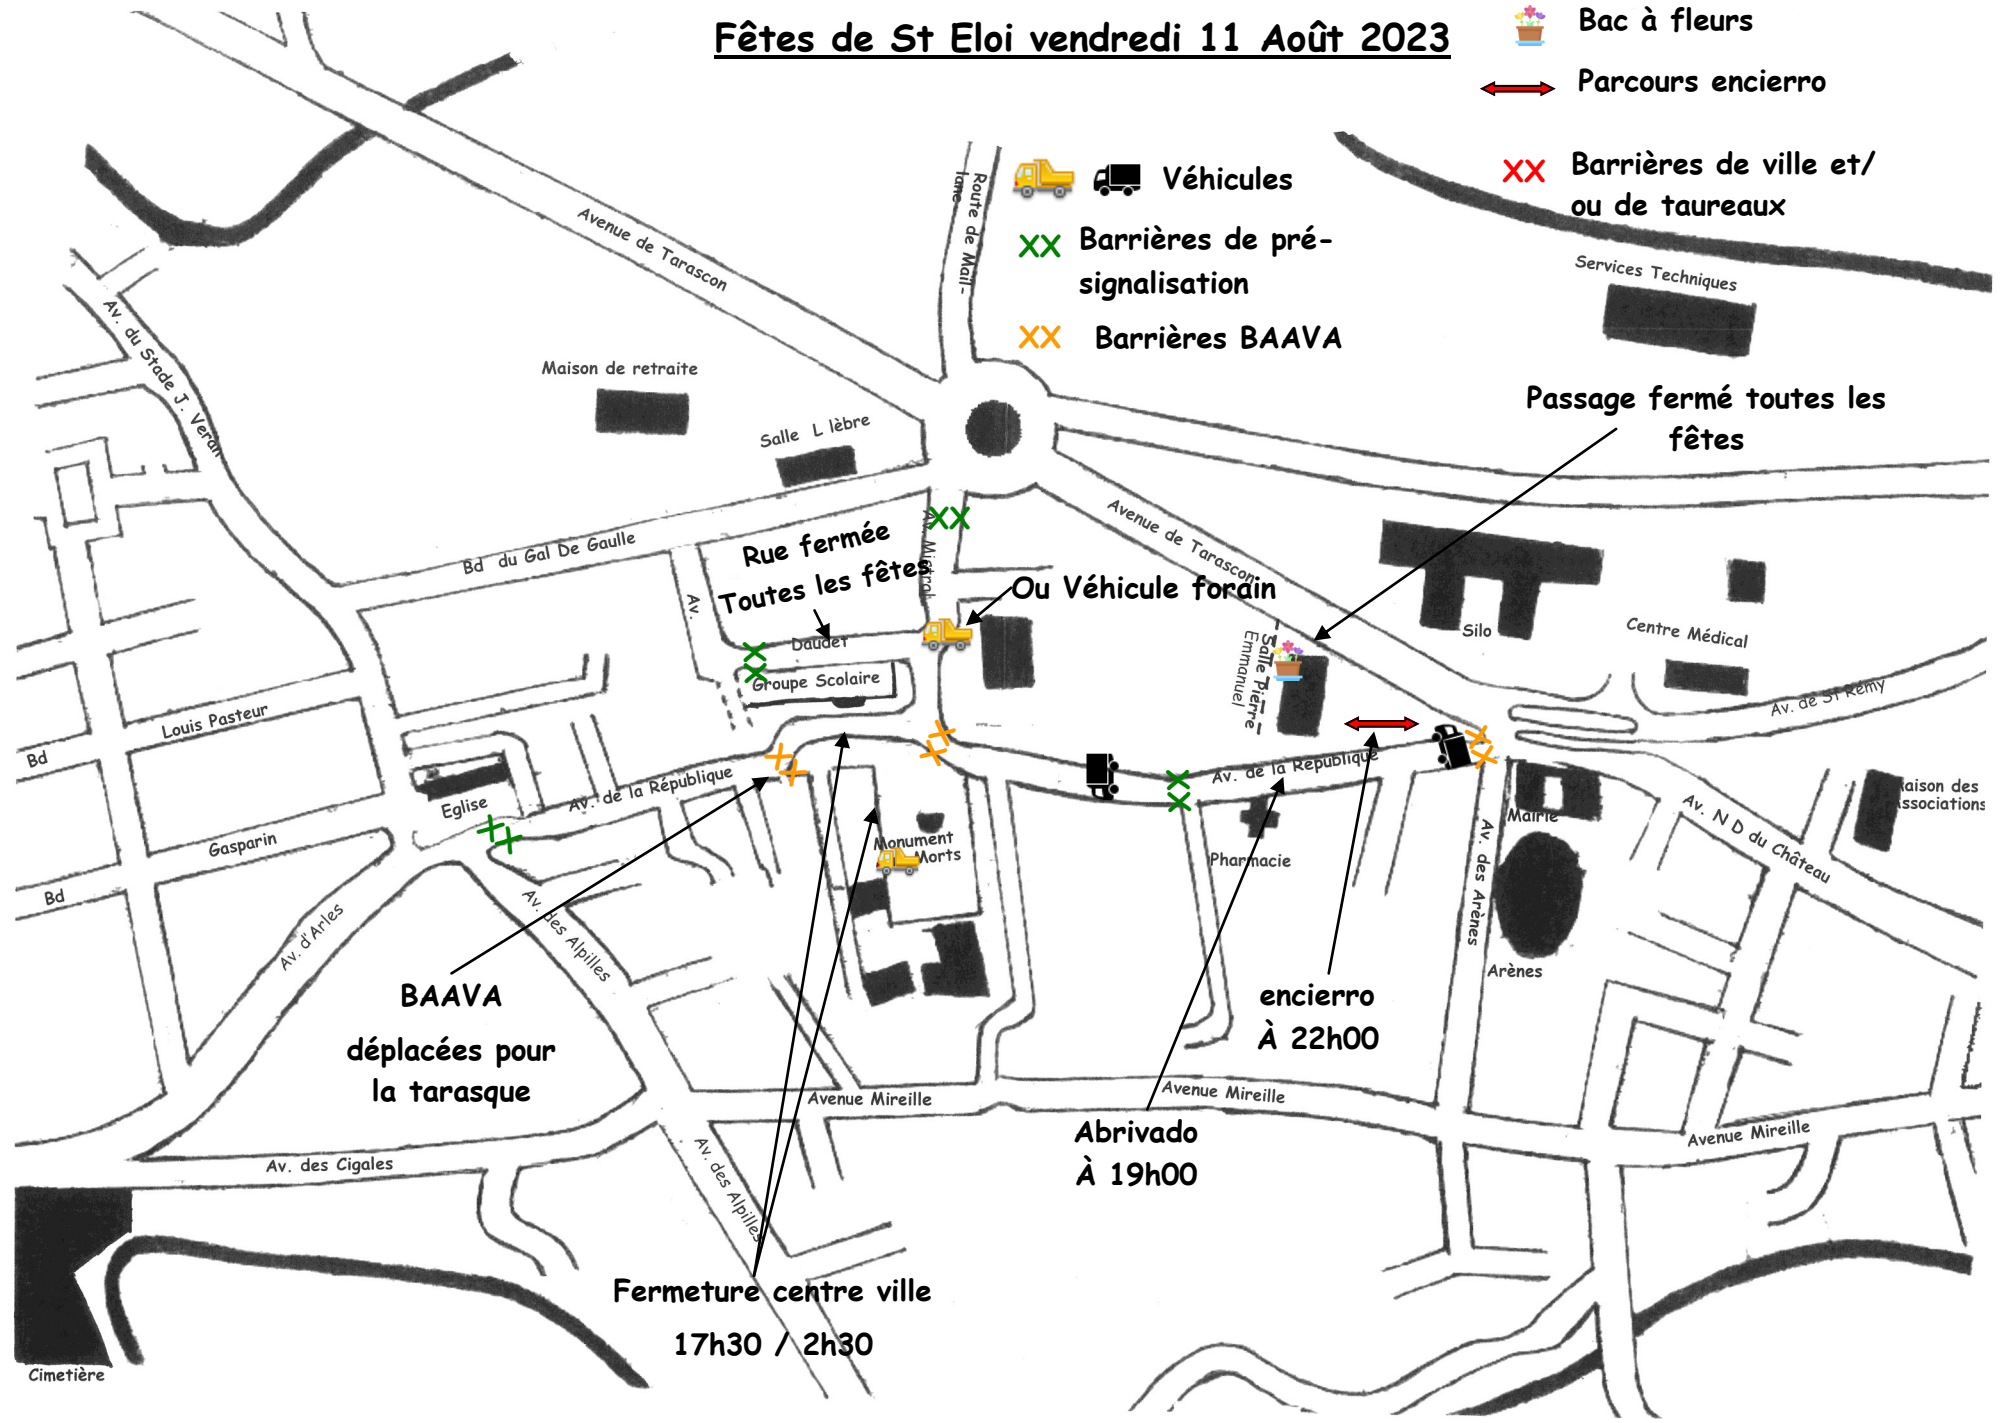 Fêtes de St Eloi vendredi 11 Août 2023
Bac à fleurs
Parcours encierro
Barrières de ville et/
ou de taureaux
Véhicules
Barrières de pré-
signalisation
Barrières BAAVA
Route de Mail-
lane
Avenue de Tarascon
Services Techniques
Av. du Stade J. Veran
Maison de retraite
Salle L lèbre
Passage fermé toutes les
fêtes
Bd du Gal De Gaulle
Rue fermée
Toutes les fêtes
Av. Mistral
Avenue de Tarascon
Ou Véhicule forain
Av.
Daudet
Groupe Scolaire
Salle pierre
Emmanuel
Silo
Centre Médical
Av. de St Rémy
Louis Pasteur
Bd
Eglise
Av. de la République
Av. de la République
Mairie
Av. N D du Château
aison des
ssociations
Gasparin
Bd
Monument
Morts
Pharmacie
Av. des Arènes
Arènes
Av. d'Arles
Av. des Alpilles
BAAVA
déplacées pour
la tarasque
encierro
À 22h00
Avenue Mireille
Avenue Mireille
Abrivado
À 19h00
Avenue Mireille
Av. des Cigales
Av. des Alpilles
Fermeture centre ville
17h30 / 2h30
Cimetière